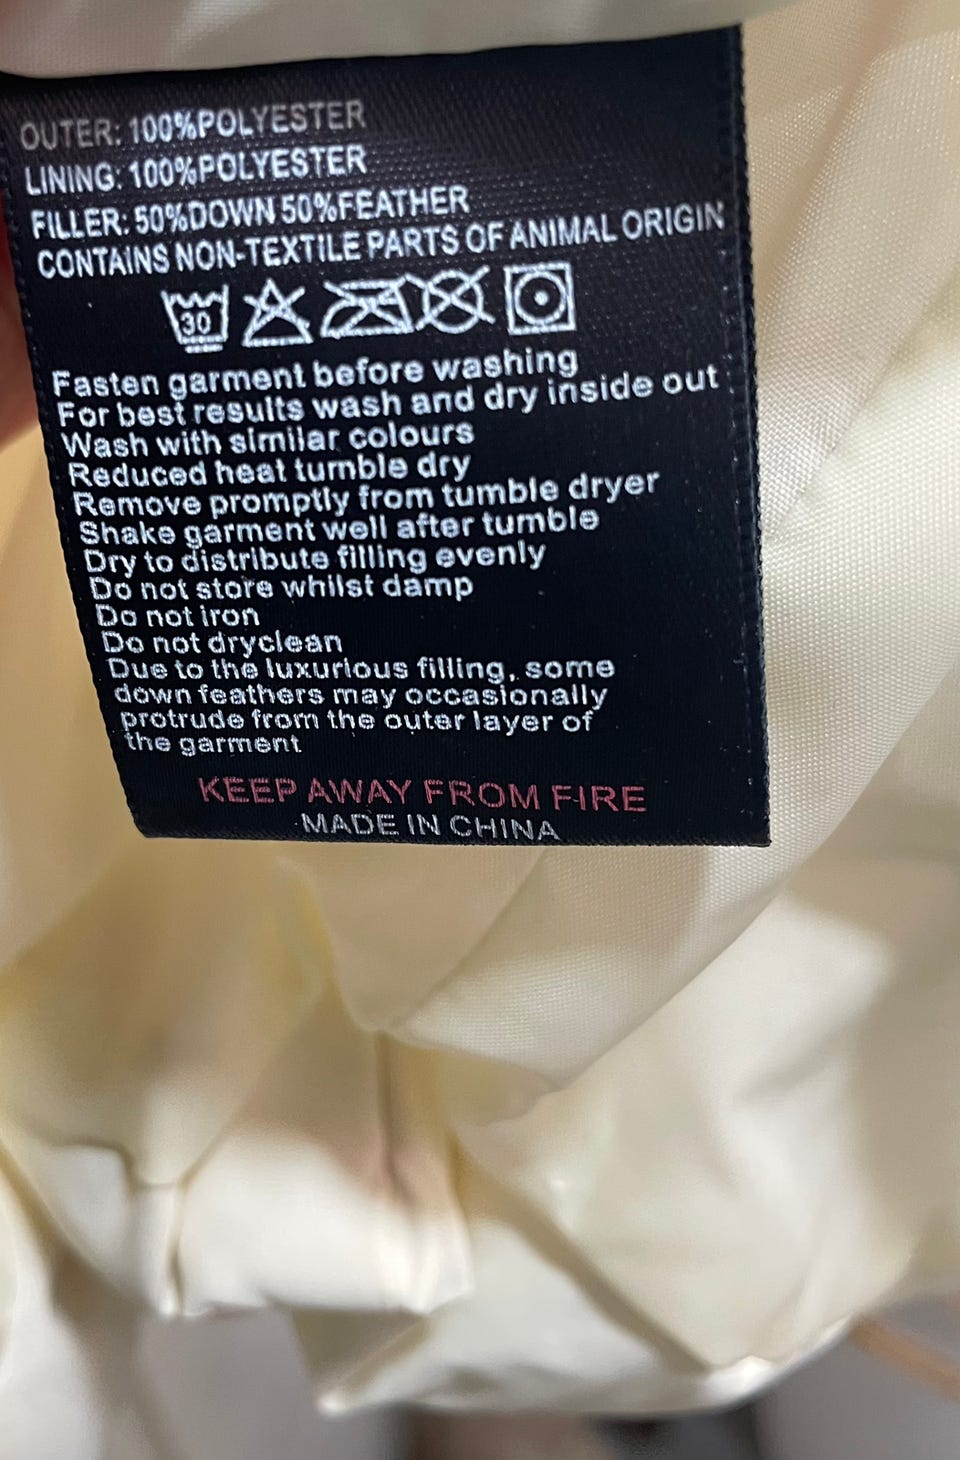 OUTER: 100%POLYESTER
LINING: 100%POLYESTER
FILLER: 50%DOWN 50%FEATHER
CONTAINS NON-TEXTILE PARTS OF ANIMAL ORIGIN
30
Fasten garment before washing
For best results wash and dry inside out
Wash with similar colours
Reduced heat tumble dry
Remove promptly from tumble dryer
Shake garment well after tumble
Dry to distribute filling evenly
Do not store whilst damp
Do not iron
Do not dryclean
Due to the luxurious filling, some
down feathers may occasionally
protrude from the outer layer of
the garment
KEEP AWAY FROM FIRE
MADE IN CHINA